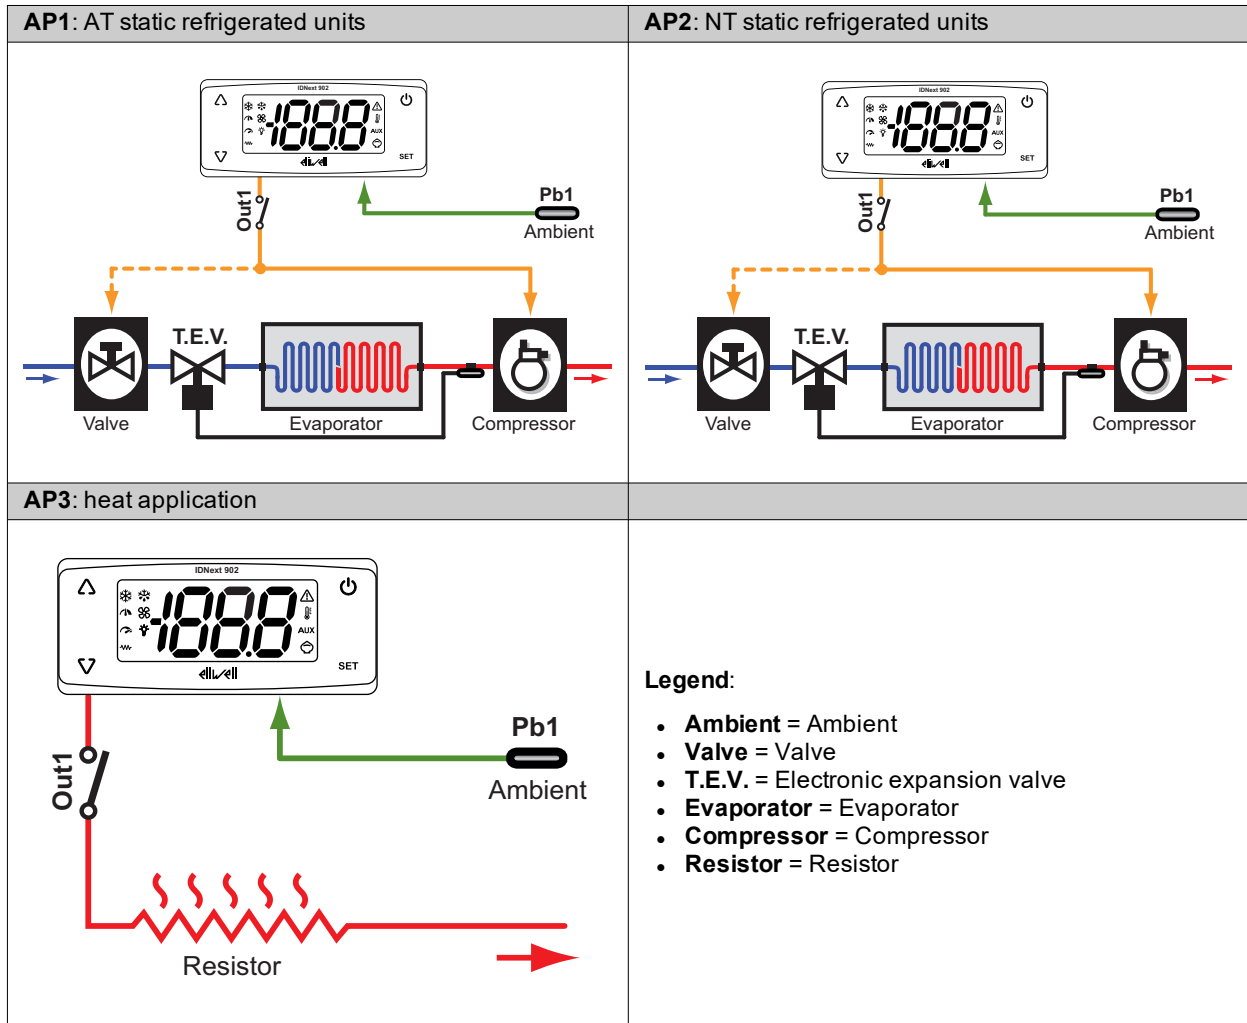 AP1: AT static refrigerated units
IDNext 902
-188.8
AUX
SET
eliwell
Out1
Pb1
Ambient
T.E.V.
Valve
Evaporator
Compressor
AP2: NT static refrigerated units
IDNext 902
-188.8
AUX
SET
eliwell
Out1
Pb1
Ambient
T.E.V.
Valve
Evaporator
Compressor
AP3: heat application
IDNext 902
-188.8
AUX
SET
eliwell
Out1
Pb1
Ambient
Resistor
Legend:
• Ambient = Ambient
• Valve = Valve
• T.E.V. = Electronic expansion valve
• Evaporator = Evaporator
• Compressor = Compressor
• Resistor = Resistor